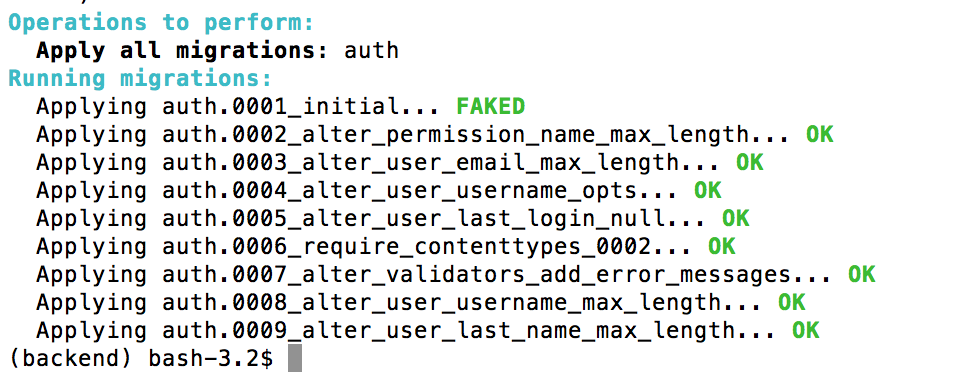 Operations to perform:
  Apply all migrations: auth
Running migrations:
  Applying auth.0001_initial... FAKED
  Applying auth.0002_alter_permission_name_max_length... OK
  Applying auth.0003_alter_user_email_max_length... OK
  Applying auth.0004_alter_user_username_opts... OK
  Applying auth.0005_alter_user_last_login_null... OK
  Applying auth.0006_require_contenttypes_0002... OK
  Applying auth.0007_alter_validators_add_error_messages... OK
  Applying auth.0008_alter_user_username_max_length... OK
  Applying auth.0009_alter_user_last_name_max_length... OK
(backend) bash-3.2$